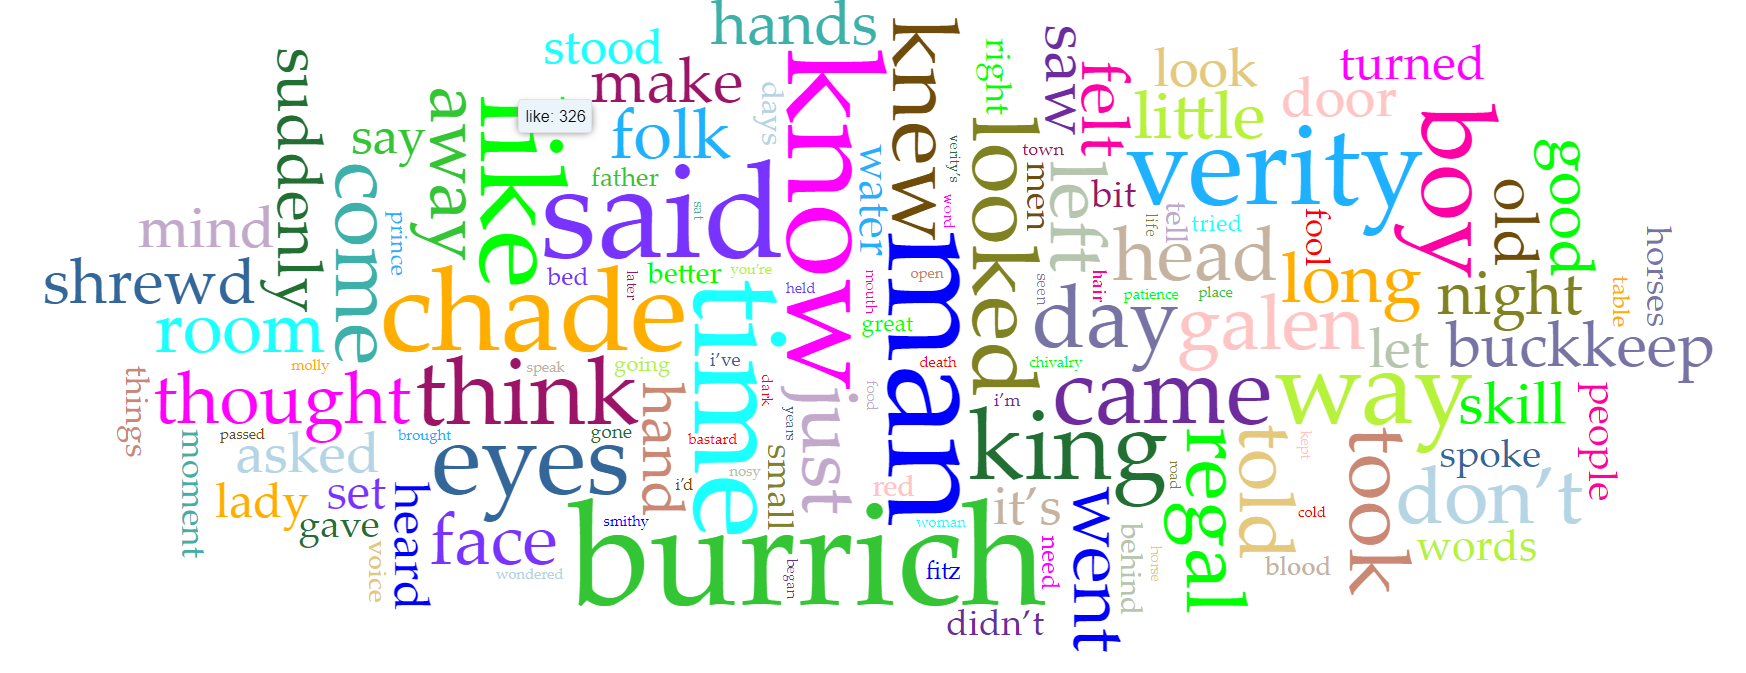 hands
knew
stood
saw
right
look
turned
suddenly
make
know
felt
door
away
like
like: 326
days
little
boy
say
folk
looked
verity's
town
verity
good
come
father
water
men
left
bit
old
said
word
life
tell
tried
fool
mind
prince
sat
head
horses
shrewd
bed
later
better
you're
held
mouth
open
man
seen
hair
patience
place
long
night
table
room
chade
time
great
day
galen
let
buckkeep
molly
speak
going
i've
death
chivalry
things
thought
think
hand
dark
just
food
i'm
came
way
skill
people
passed
brought
gone
bastard
years
king
moment
asked
eyes
nosy
small
road
regal
told
kept
took
spoke
lady
set
i'd
red
it's
don't
gave
heard
face
smithy
burrich
woman
went
cold
words
voice
wondered
began
fitz
need
behind
horse
blood
didn't